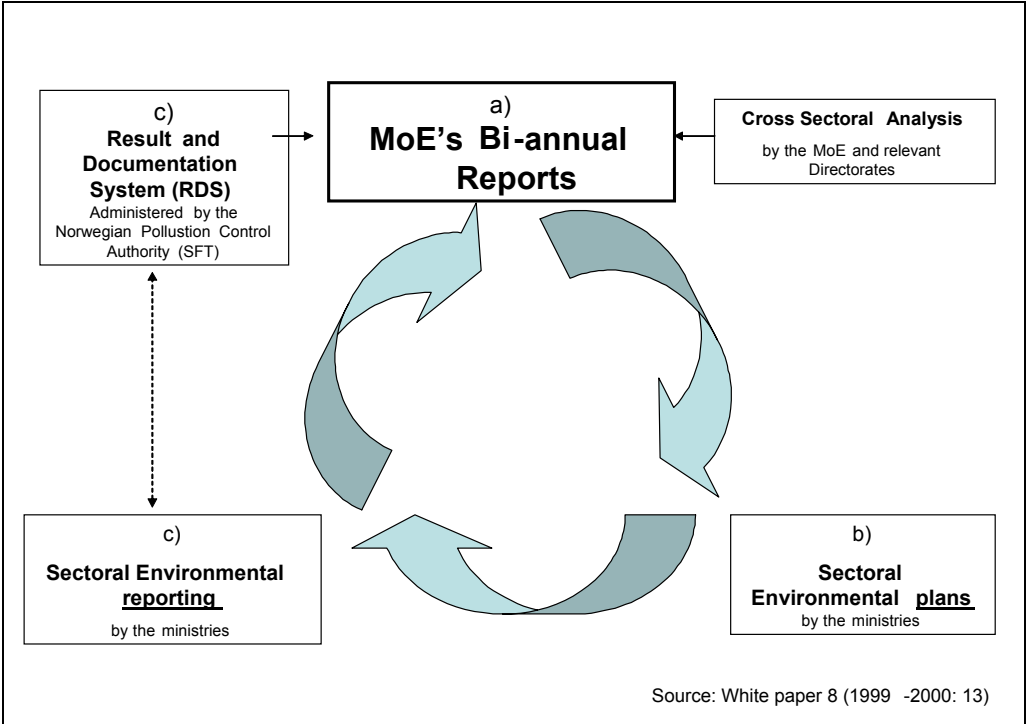 c)
Result and
Documentation
System (RDS)
Administered by the
Norwegian Pollustion Control
Authority (SFT)
a)
MoE's Bi-annual
Reports
Cross Sectoral Analysis
by the MoE and relevant
Directorates
c)
Sectoral Environmental
reporting
by the ministries
b)
Sectoral
Environmental plans
by the ministries
Source: White paper 8 (1999 -2000: 13)